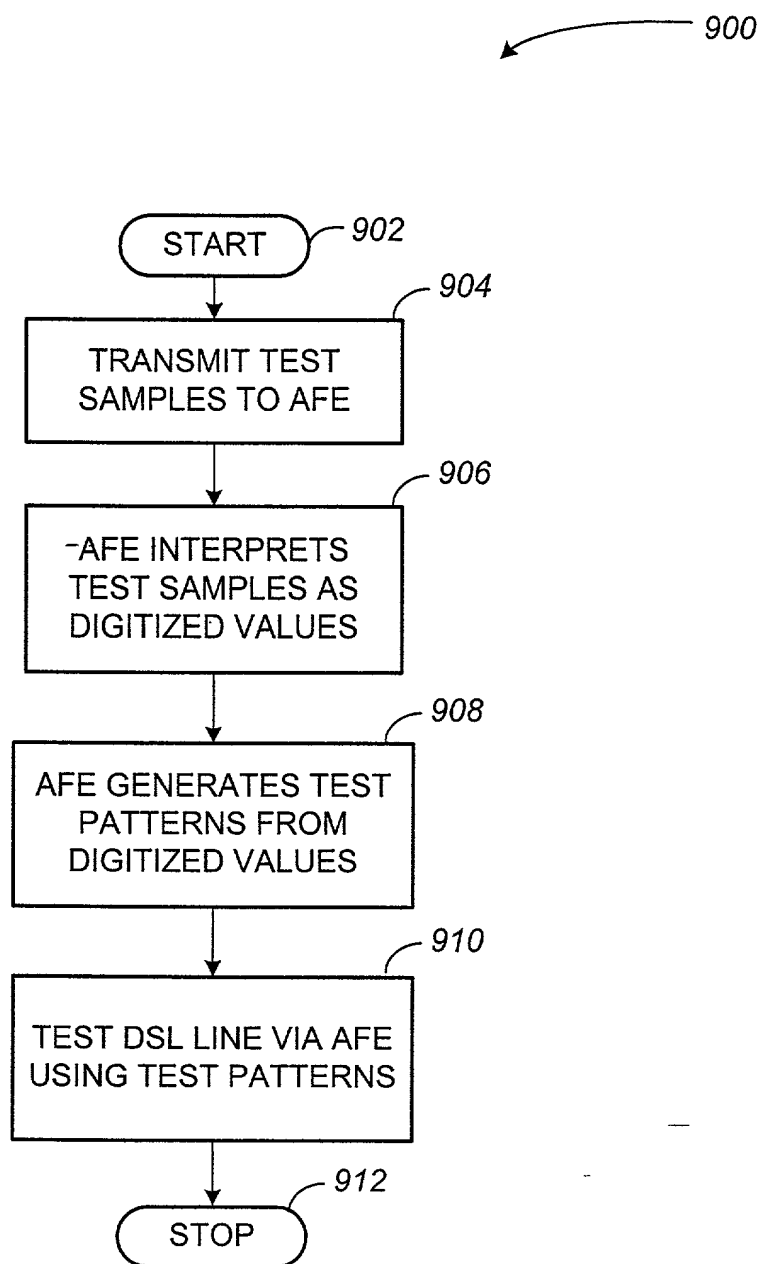 900
START
902
904
TRANSMIT TEST
SAMPLES TO AFE
906
AFE INTERPRETS
TEST SAMPLES AS
DIGITIZED VALUES
908
AFE GENERATES TEST
PATTERNS FROM
DIGITIZED VALUES
910
TEST DSL LINE VIA AFE
USING TEST PATTERNS
912
STOP